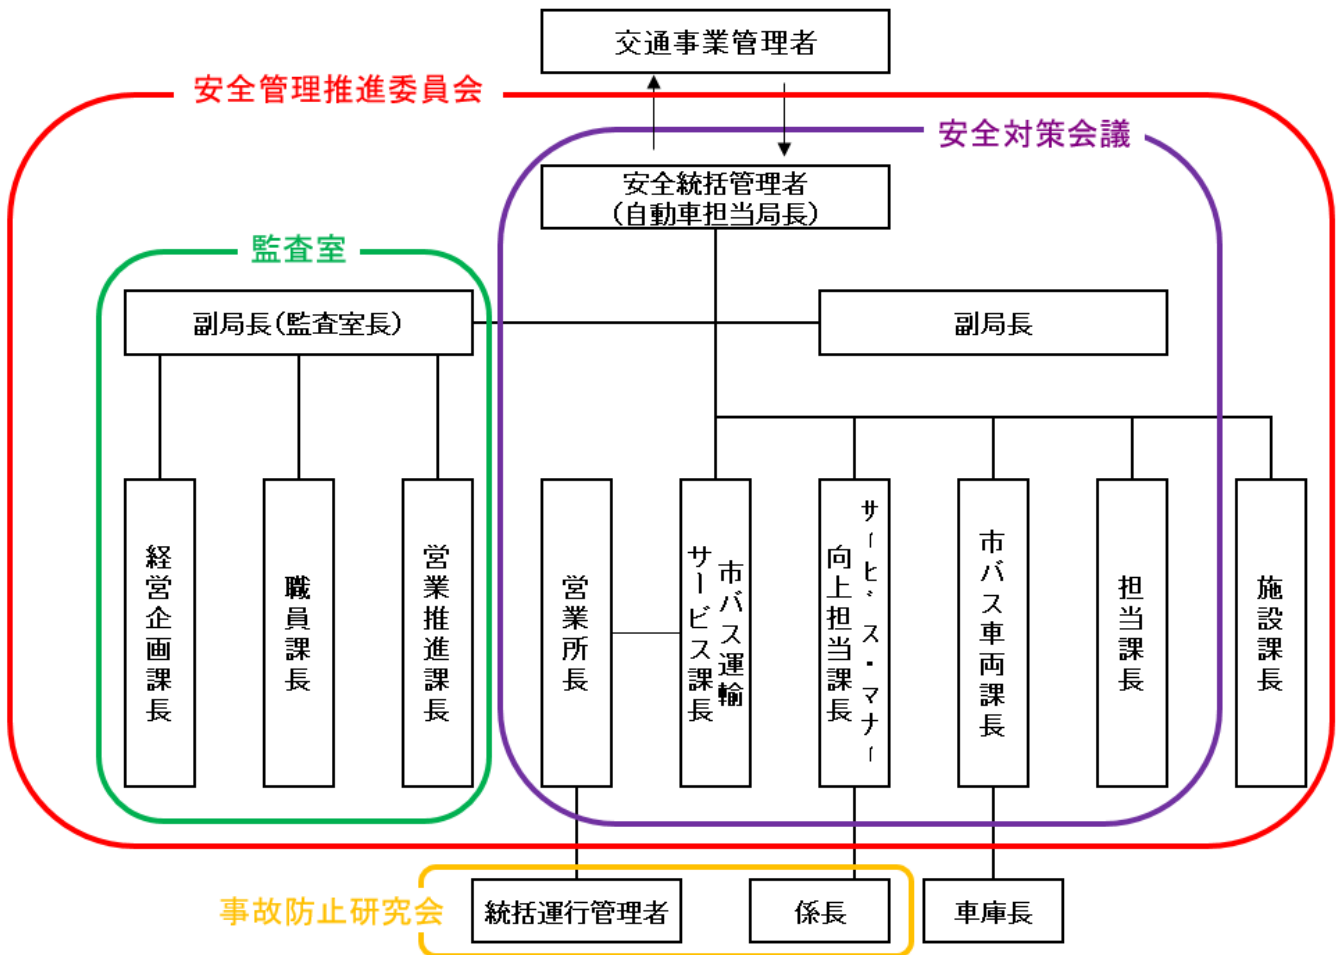 交通事業管理者
安全管理推進委員会
安全対策会議
安全統括管理者
(自動車担当局長)
監査室
副局長(監査室長)
副局長
経営企画課長
職員課長
営業推進課長
営業所長
市バス運輸
サービス課長
サービス・マナー
向上担当課長
市バス車両課長
担当課長
施設課長
事故防止研究会
統括運行管理者
係長
車庫長